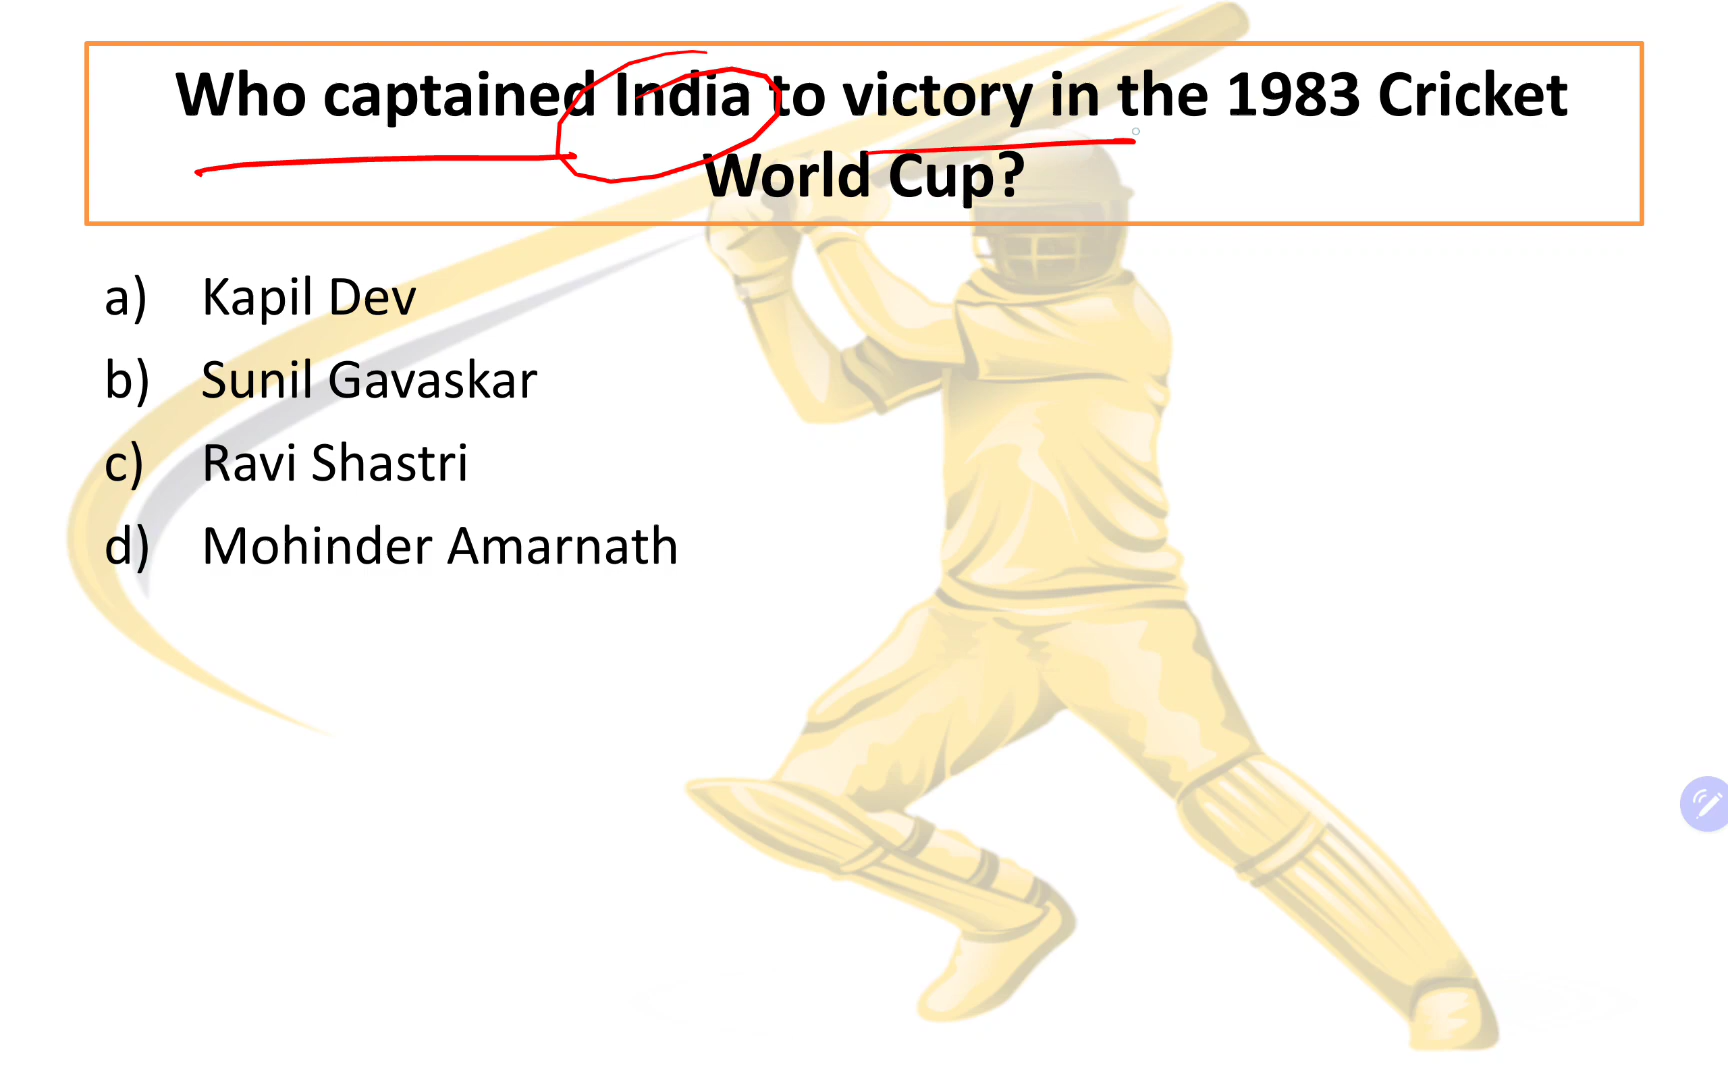 Who captained India to victory in the 1983 Cricket
World Cup?
a) Kapil Dev
b) Sunil Gavaskar
c) Ravi Shastri
d) Mohinder Amarnath